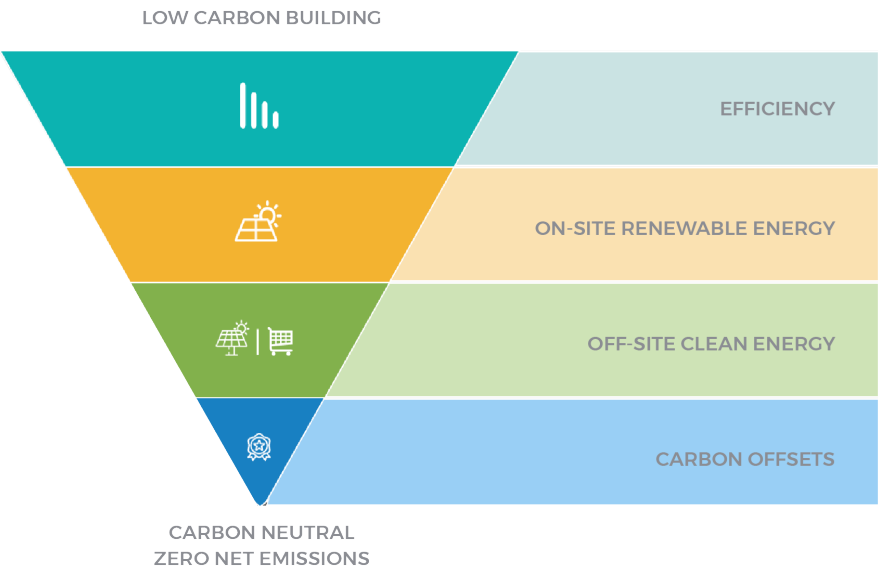 LOW CARBON BUILDING
EFFICIENCY
ON-SITE RENEWABLE ENERGY
OFF-SITE CLEAN ENERGY
CARBON OFFSETS
CARBON NEUTRAL
ZERO NET EMISSIONS